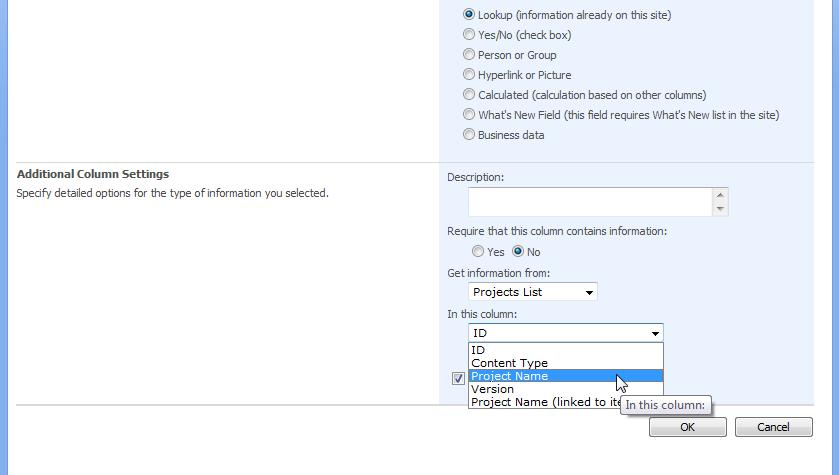 Lookup (information already on this site)
Yes/No (check box)
Person or Group
Hyperlink or Picture
Calculated (calculation based on other columns)
What's New Field (this field requires What's New list in the site)
Business data
Additional Column Settings
Specify detailed options for the type of information you selected.
Description:
Require that this column contains information:
Yes No
Get information from:
Projects List
In this column:
ID
ID
Content Type
Project Name
Version
Project Name (linked to ite
In this column:
OK Cancel